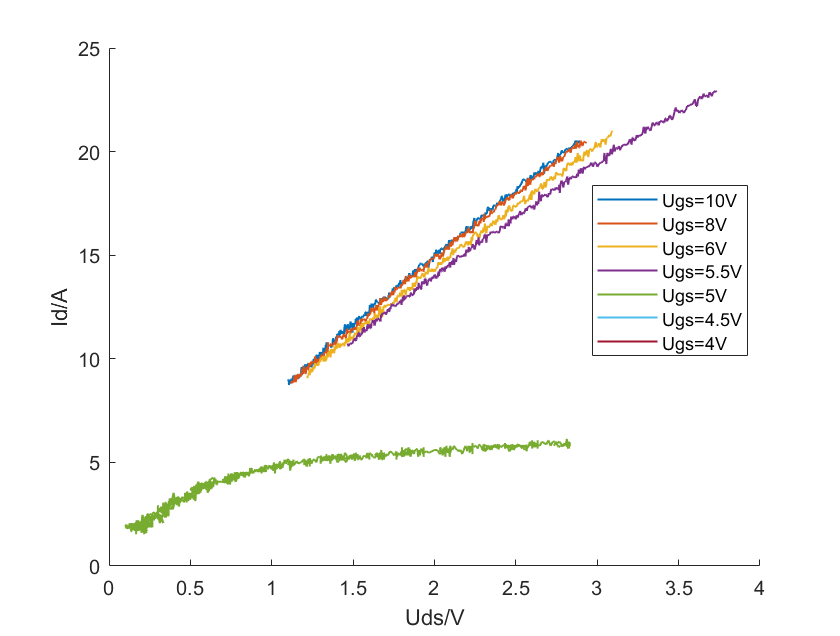 25
20
15
10
5
0
Id/A
Ugs=10V
Ugs=8V
Ugs=6V
Ugs=5.5V
Ugs=5V
Ugs=4.5V
Ugs=4V
0 0.5 1 1.5 2 2.5 3 3.5 4
Uds/V